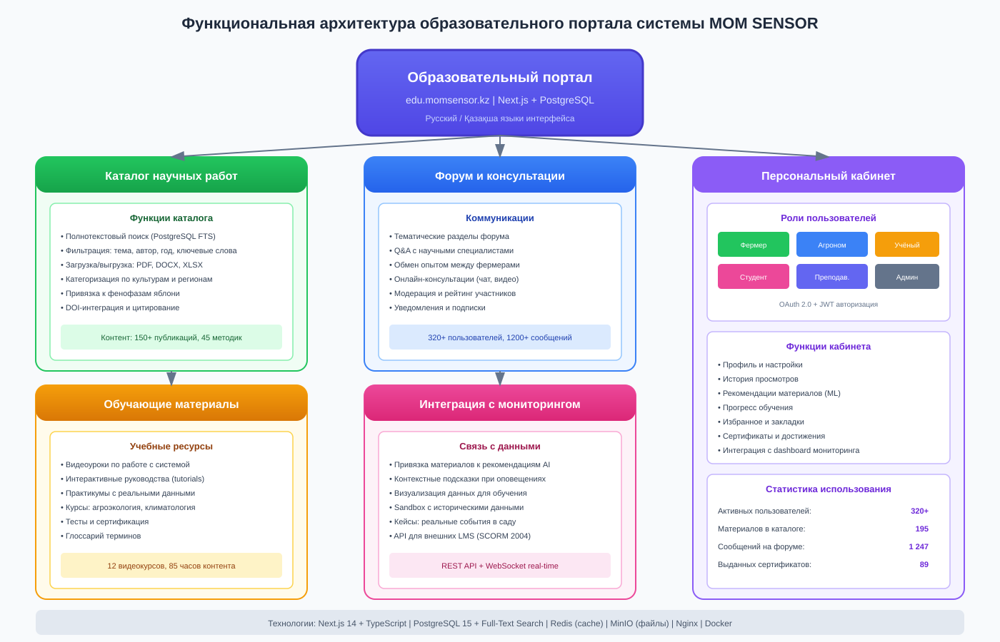 Функциональная архитектура образовательного портала системы MOM SENSOR
Образовательный портал
edu.momsensor.kz | Next.js + PostgreSQL
Русский / Қазақша языки интерфейса
Каталог научных работ
Функции каталога
• Полнотекстовый поиск (PostgreSQL FTS)
• Фильтрация: тема, автор, год, ключевые слова
• Загрузка/выгрузка: PDF, DOCX, XLSX
• Категоризация по культурам и регионам
• Привязка к фенофазам яблони
• DOI-интеграция и цитирование
Контент: 150+ публикаций, 45 методик
Форум и консультации
Коммуникации
• Тематические разделы форума
• Q&A с научными специалистами
• Обмен опытом между фермерами
• Онлайн-консультации (чат, видео)
• Модерация и рейтинг участников
• Уведомления и подписки
320+ пользователей, 1200+ сообщений
Персональный кабинет
Роли пользователей
Фермер
Агроном
Учёный
Студент
Преподав.
Админ
OAuth 2.0 + JWT авторизация
Функции кабинета
• Профиль и настройки
• История просмотров
• Рекомендации материалов (ML)
• Прогресс обучения
• Избранное и закладки
• Сертификаты и достижения
• Интеграция с dashboard мониторинга
Статистика использования
Активных пользователей: 320+
Материалов в каталоге: 195
Сообщений на форуме: 1 247
Выданных сертификатов: 89
Обучающие материалы
Учебные ресурсы
• Видеоуроки по работе с системой
• Интерактивные руководства (tutorials)
• Практикумы с реальными данными
• Курсы: агроэкология, климатология
• Тесты и сертификация
• Глоссарий терминов
12 видеокурсов, 85 часов контента
Интеграция с мониторингом
Связь с данными
• Привязка материалов к рекомендациям AI
• Контекстные подсказки при оповещениях
• Визуализация данных для обучения
• Sandbox с историческими данными
• Кейсы: реальные события в саду
• API для внешних LMS (SCORM 2004)
REST API + WebSocket real-time
Технологии: Next.js 14 + TypeScript | PostgreSQL 15 + Full-Text Search | Redis (cache) | MinIO (файлы) | Nginx | Docker